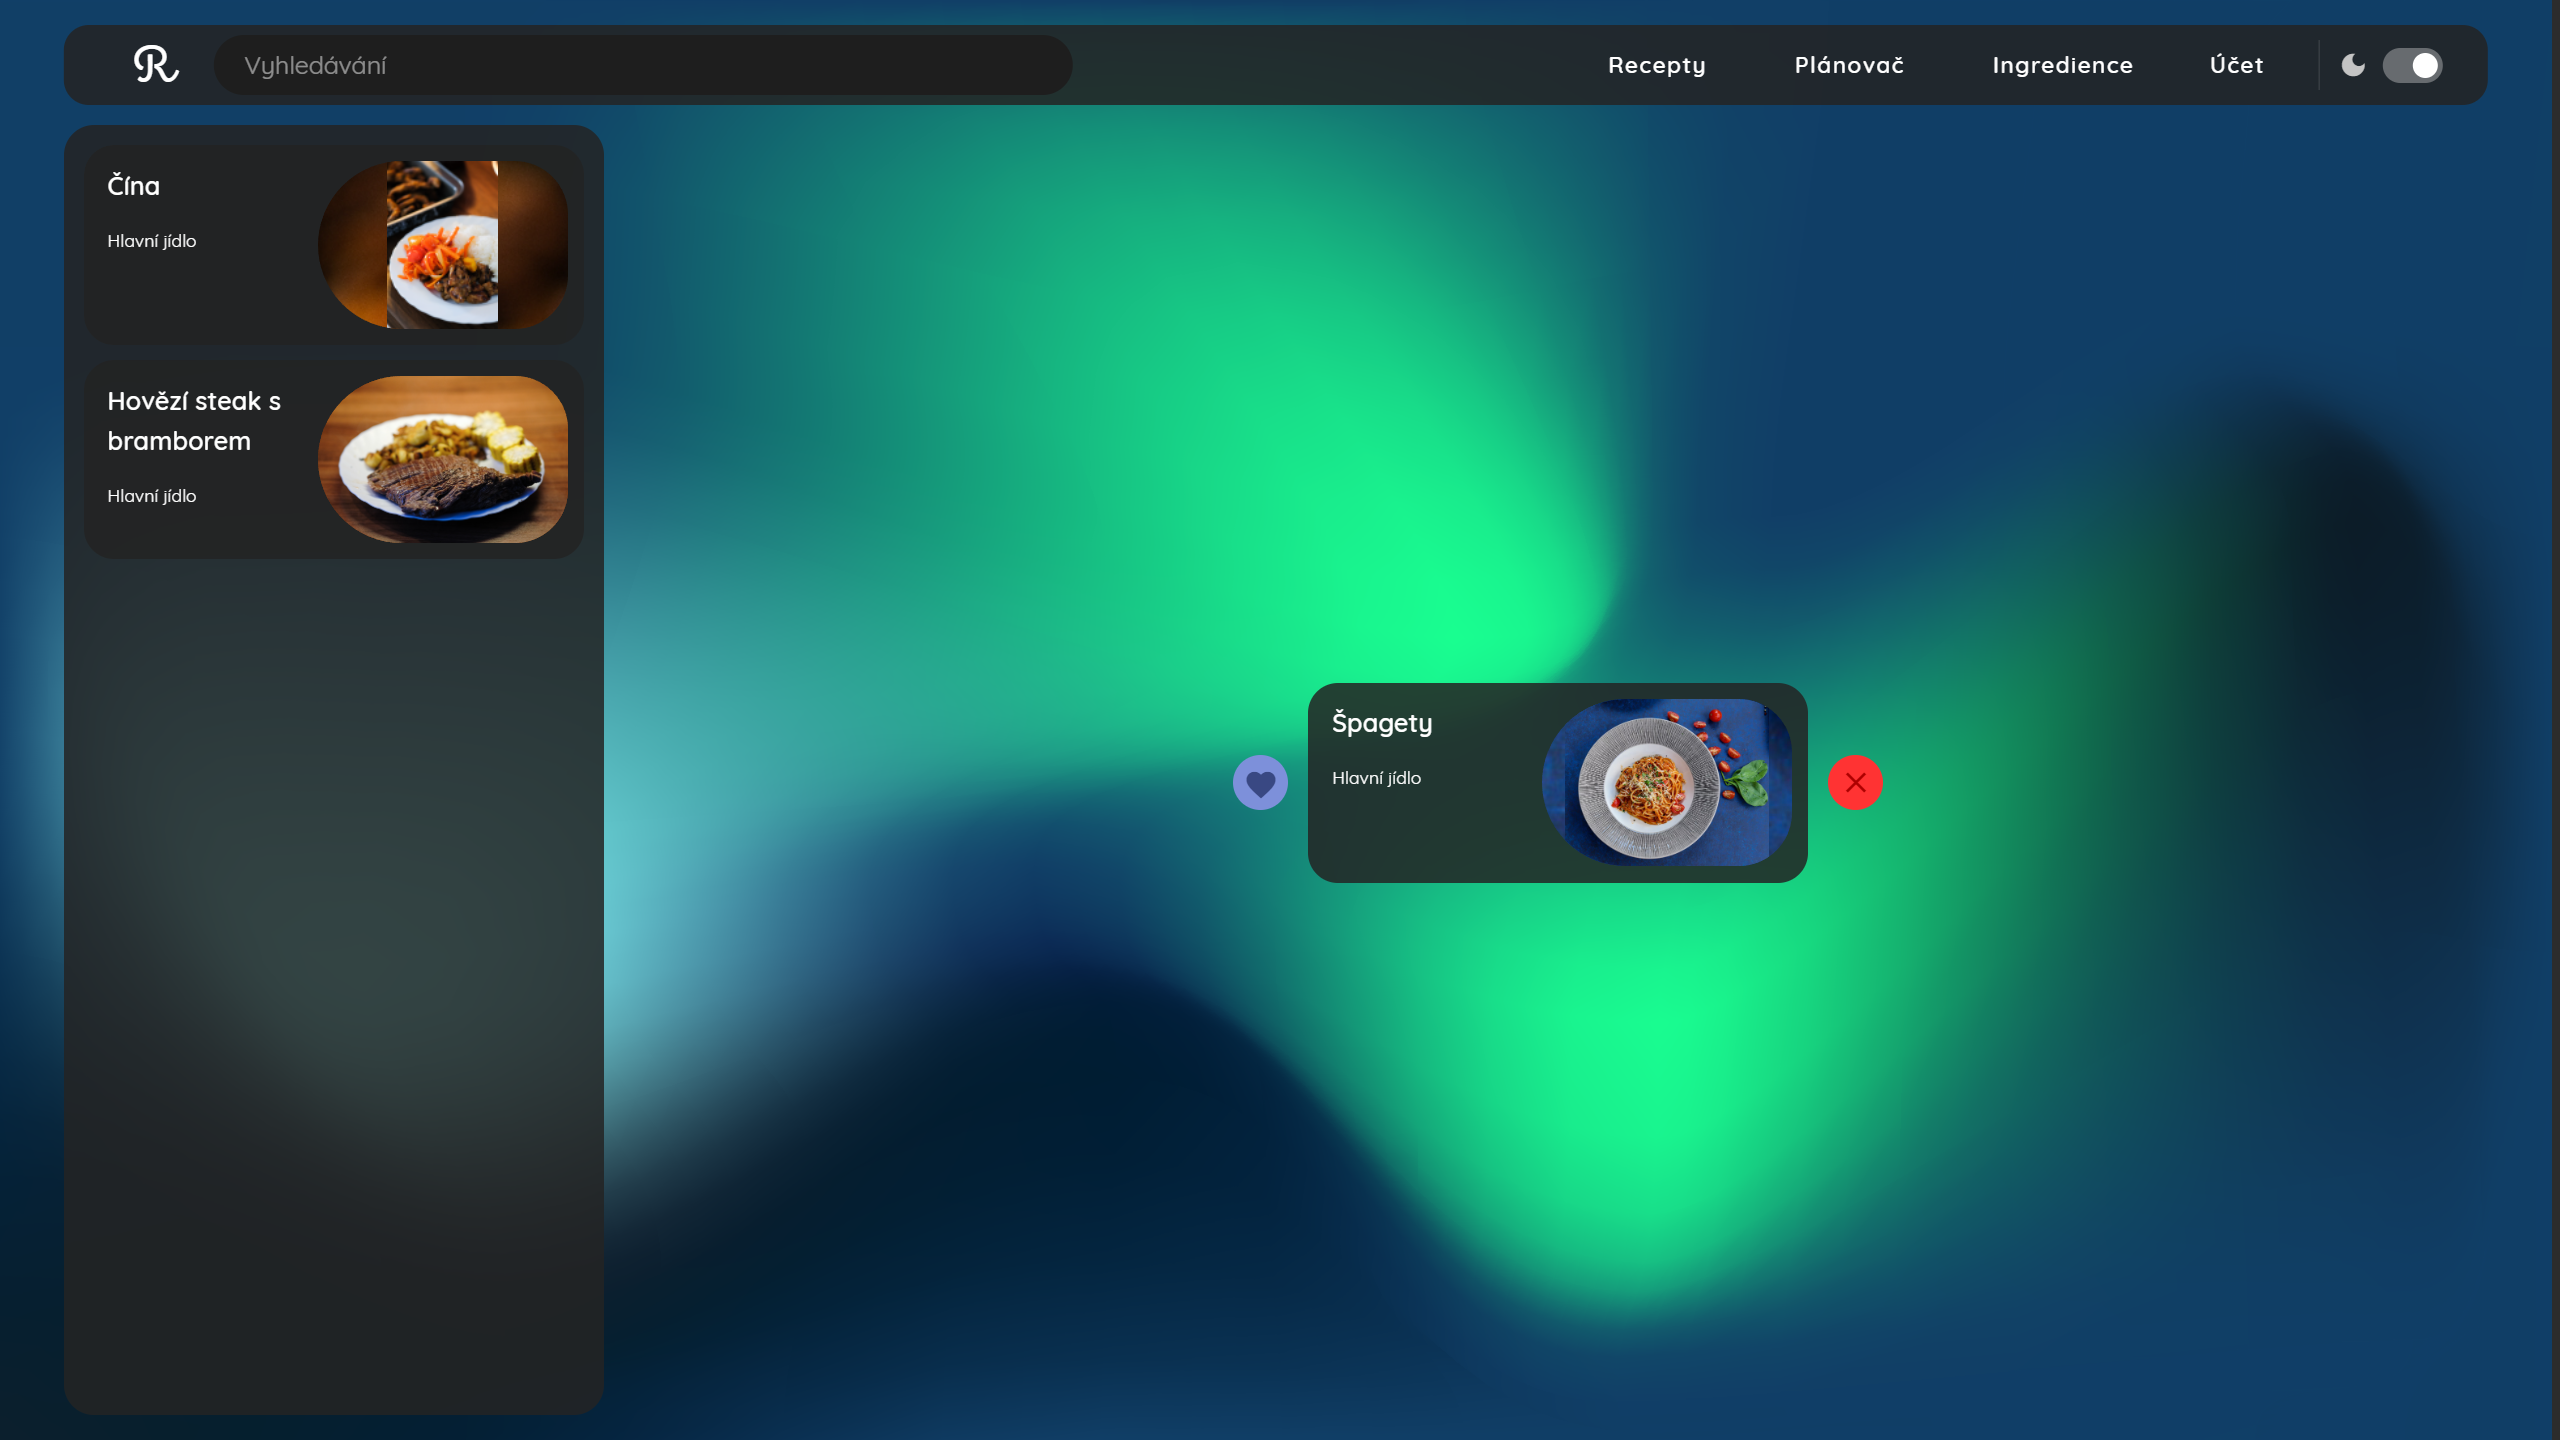 R
Vyhledávání
Recepty
Plánovač
Ingredience
Účet
Čína
Hlavní jídlo
Hovězí steak s
bramborem
Hlavní jídlo
Špagety
Hlavní jídlo